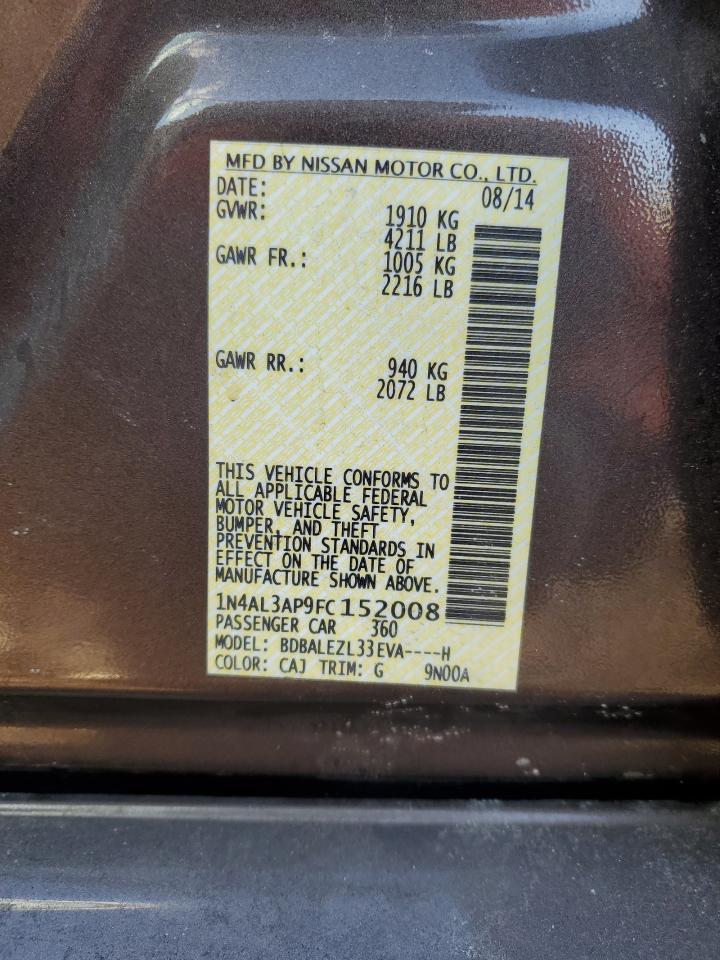 MFD BY NISSAN MOTOR CO., LTD.
DATE: 08/14
GVWR: 1910 KG
4211 LB
GAWR FR.: 1005 KG
2216 LB
GAWR RR.: 940 KG
2072 LB
THIS VEHICLE CONFORMS TO
ALL APPLICABLE FEDERAL
MOTOR VEHICLE SAFETY,
BUMPER, AND THEFT
PREVENTION STANDARDS IN
EFFECT ON THE DATE OF
MANUFACTURE SHOWN ABOVE.
1N4AL3AP9FC152008
PASSENGER CAR 360
MODEL: BDBALEZL33EVA----H
COLOR: CAJ TRIM: G 9N00A